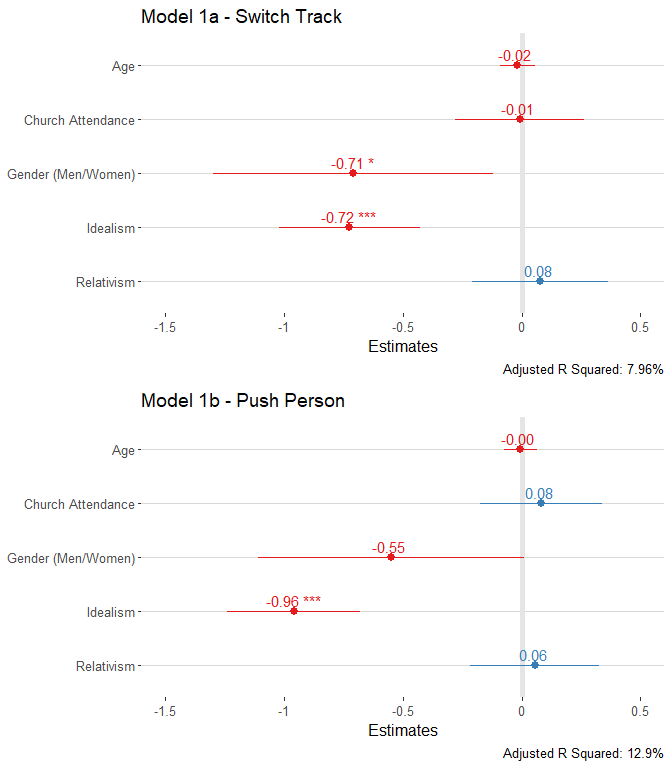 Model 1a - Switch Track
Age
-0.02
Church Attendance
-0.01
Gender (Men/Women)
-0.71 *
Idealism
-0.72 ***
Relativism
0.08
-1.5 -1 -0.5 0 0.5
Estimates
Adjusted R Squared: 7.96%
Model 1b - Push Person
Age
-0.00
Church Attendance
0.08
Gender (Men/Women)
-0.55
Idealism
-0.96 ***
Relativism
0.06
-1.5 -1 -0.5 0 0.5
Estimates
Adjusted R Squared: 12.9%